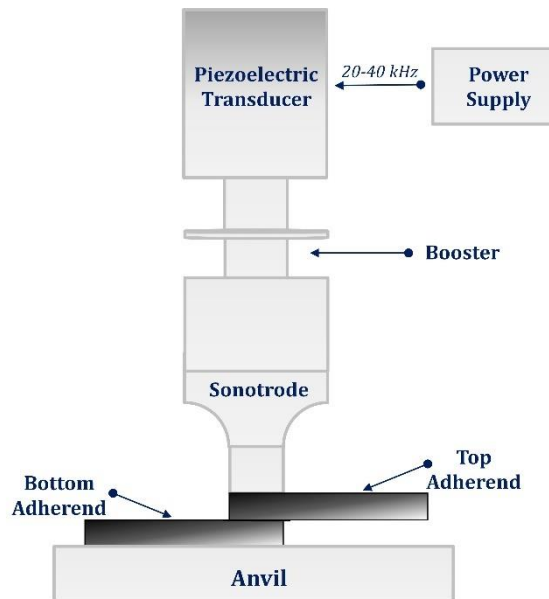 Piezoelectric
Transducer
20-40 kHz
Power
Supply
Booster
Sonotrode
Bottom
Adherend
Top
Adherend
Anvil